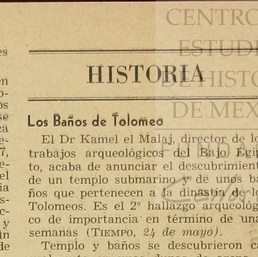 CENTRO
ESTUDI
DE HISTO
DE MEX
HISTORIA
Los Baños de Tolomeo
El Dr Kamel el Malaj, director de lo
trabajos arqueológicos del Bajo Egip
to, acaba de anunciar el descubrimient
de un templo submarino y de unos ba
ños que pertenecen a la dinastía de lo
Tolomeos. Es el 2º hallazgo arqueológ
co de importancia en término de una
semanas (TIEMPO, 24 de mayo).
Templo y baños se descubrieron ca